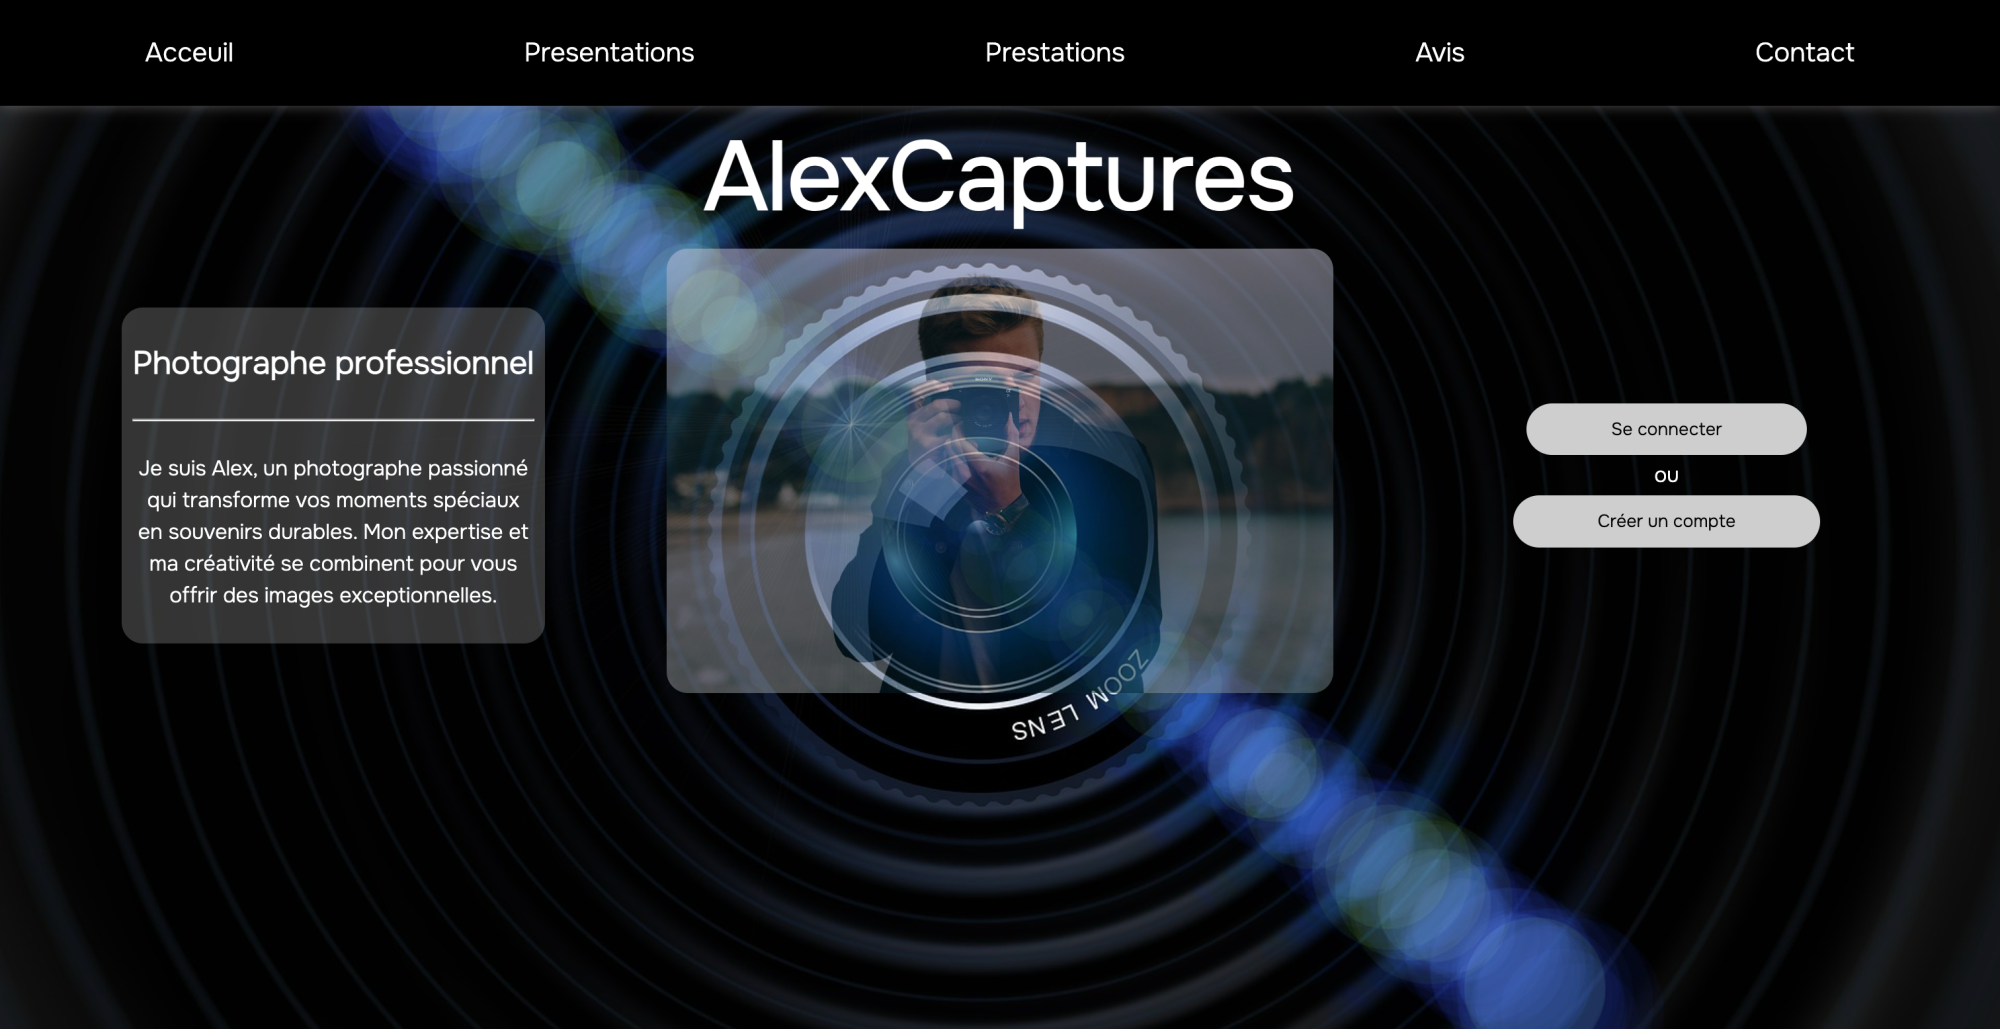 Acceuil
Presentations
Prestations
Avis
Contact
AlexCaptures
Photographe professionnel
Je suis Alex, un photographe passionné
qui transforme vos moments spéciaux
en souvenirs durables. Mon expertise et
ma créativité se combinent pour vous
offrir des images exceptionnelles.
Se connecter
ou
Créer un compte
ZOOM LENS